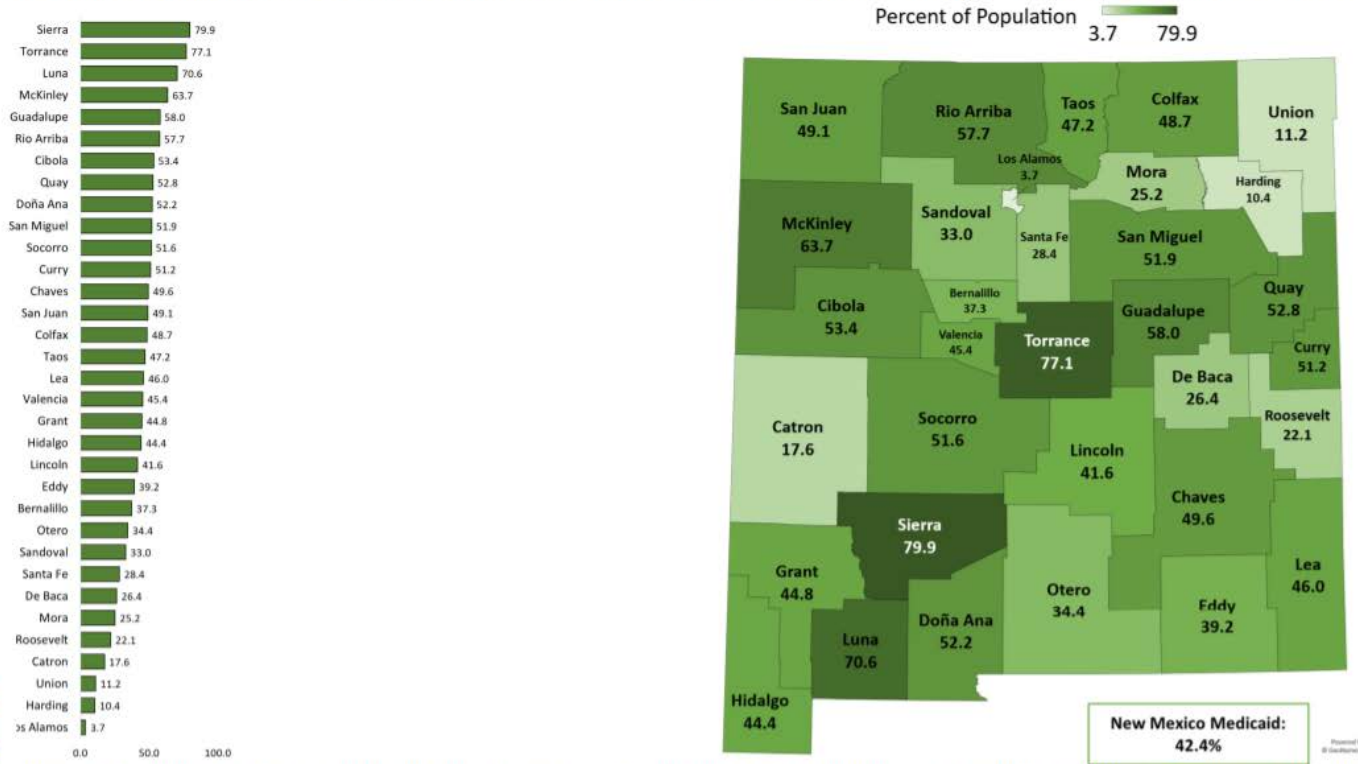 Sierra 79.9
Torrance 77.1
Luna 70.6
McKinley 63.7
Guadalupe 58.0
Rio Arriba 57.7
Cibola 53.4
Quay 52.8
Doña Ana 52.2
San Miguel 51.9
Socorro 51.6
Curry 51.2
Chaves 49.6
San Juan 49.1
Colfax 48.7
Taos 47.2
Lea 46.0
Valencia 45.4
Grant 44.8
Hidalgo 44.4
Lincoln 41.6
Eddy 39.2
Bernalillo 37.3
Otero 34.4
Sandoval 33.0
Santa Fe 28.4
De Baca 26.4
Mora 25.2
Roosevelt 22.1
Catron 17.6
Union 11.2
Harding 10.4
os Alamos 3.7
0.0 50.0 100.0
Percent of Population
3.7 79.9
San Juan
49.1
Rio Arriba
57.7
Taos
47.2
Colfax
48.7
Union
11.2
Los Alamos
3.7
Mora
25.2
Harding
10.4
McKinley
63.7
Sandoval
33.0
Santa Fe
28.4
San Miguel
51.9
Quay
52.8
Cibola
53.4
Bernalillo
37.3
Valencia
45.4
Torrance
77.1
Guadalupe
58.0
Curry
51.2
De Baca
26.4
Roosevelt
22.1
Catron
17.6
Socorro
51.6
Lincoln
41.6
Chaves
49.6
Sierra
79.9
Grant
44.8
Otero
34.4
Eddy
39.2
Lea
46.0
Luna
70.6
Doña Ana
52.2
Hidalgo
44.4
New Mexico Medicaid:
42.4%
Powered